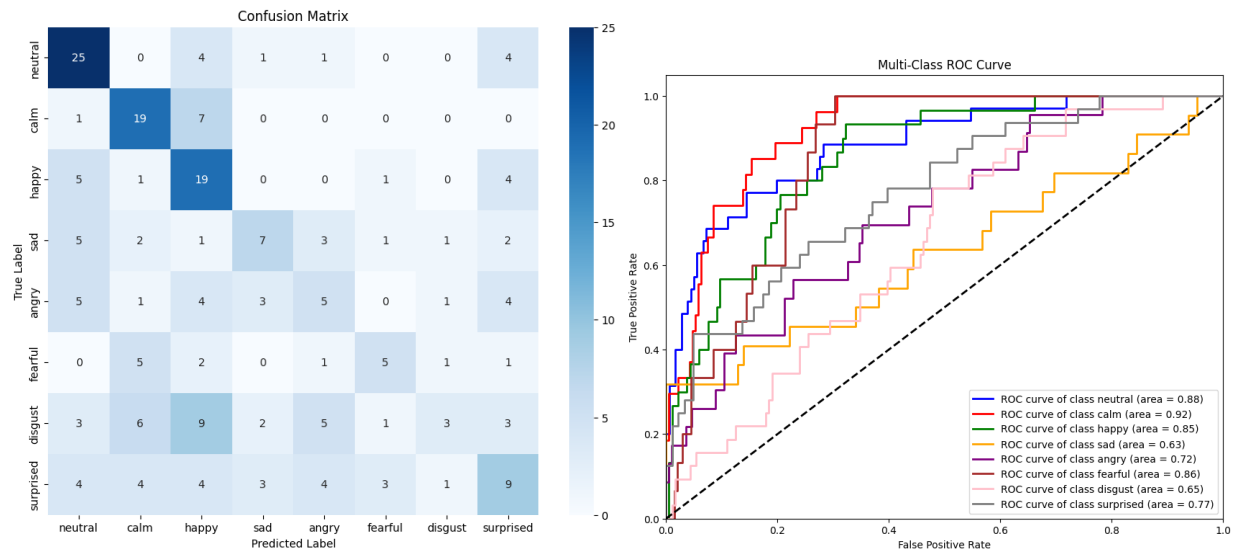 Confusion Matrix
True Label
neutral 25 0 4 1 1 0 0 4
calm 1 19 7 0 0 0 0 0
happy 5 1 19 0 0 1 0 4
sad 5 2 1 7 3 1 1 2
angry 5 1 4 3 5 0 1 4
fearful 0 5 2 0 1 5 1 1
disgust 3 6 9 2 5 1 3 3
surprised 4 4 4 3 4 3 1 9
neutral calm happy sad angry fearful disgust surprised
Predicted Label
25
20
15
10
5
0
Multi-Class ROC Curve
True Positive Rate
1.0
0.8
0.6
0.4
0.2
0.0
ROC curve of class neutral (area = 0.88)
ROC curve of class calm (area = 0.92)
ROC curve of class happy (area = 0.85)
ROC curve of class sad (area = 0.63)
ROC curve of class angry (area = 0.72)
ROC curve of class fearful (area = 0.86)
ROC curve of class disgust (area = 0.65)
ROC curve of class surprised (area = 0.77)
0.0 0.2 0.4 0.6 0.8 1.0
False Positive Rate